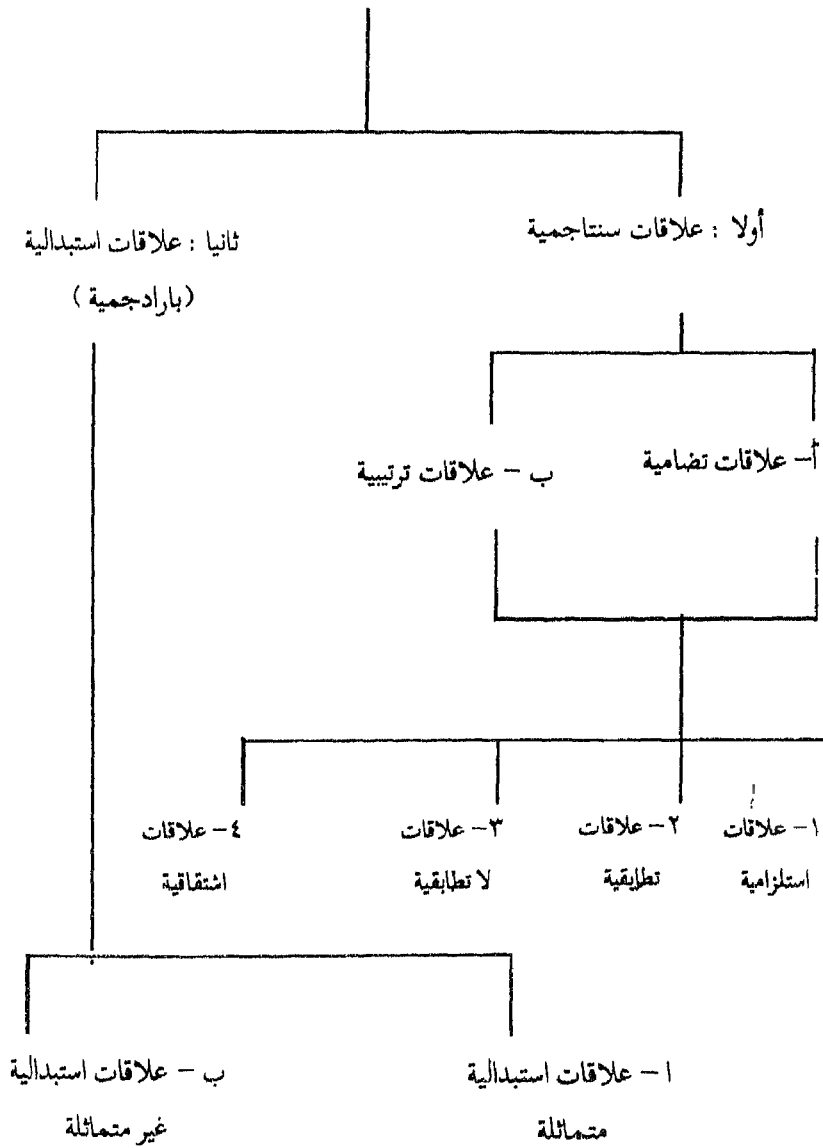 أولا : علاقات سنتاجمية
ثانيا : علاقات استبدالية
(بارادجمية)
أ – علاقات تضامية
ب – علاقات ترتيبية
١ – علاقات
استلزامية
٢ – علاقات
تطابقية
٣ – علاقات
لا تطابقية
٤ – علاقات
اشتقاقية
ا – علاقات استبدالية
متماثلة
ب – علاقات استبدالية
غير متماثلة